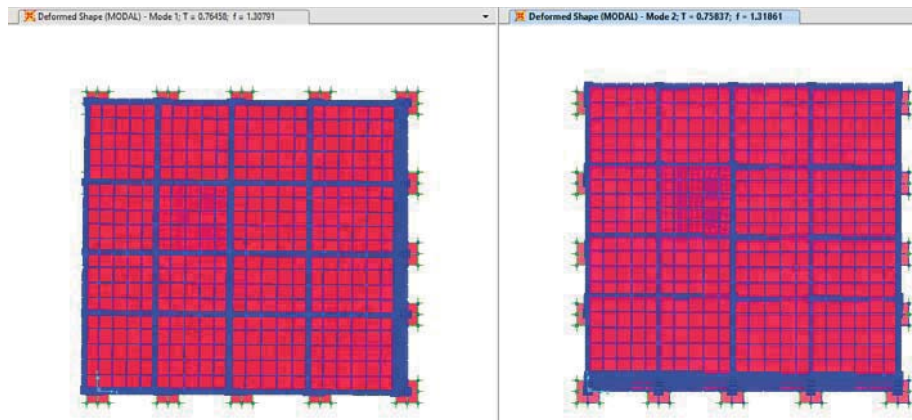 Deformed Shape (MODAL) - Mode 1; T = 0.76458; f = 1.30791
Deformed Shape (MODAL) - Mode 2; T = 0.75837; f = 1.31861